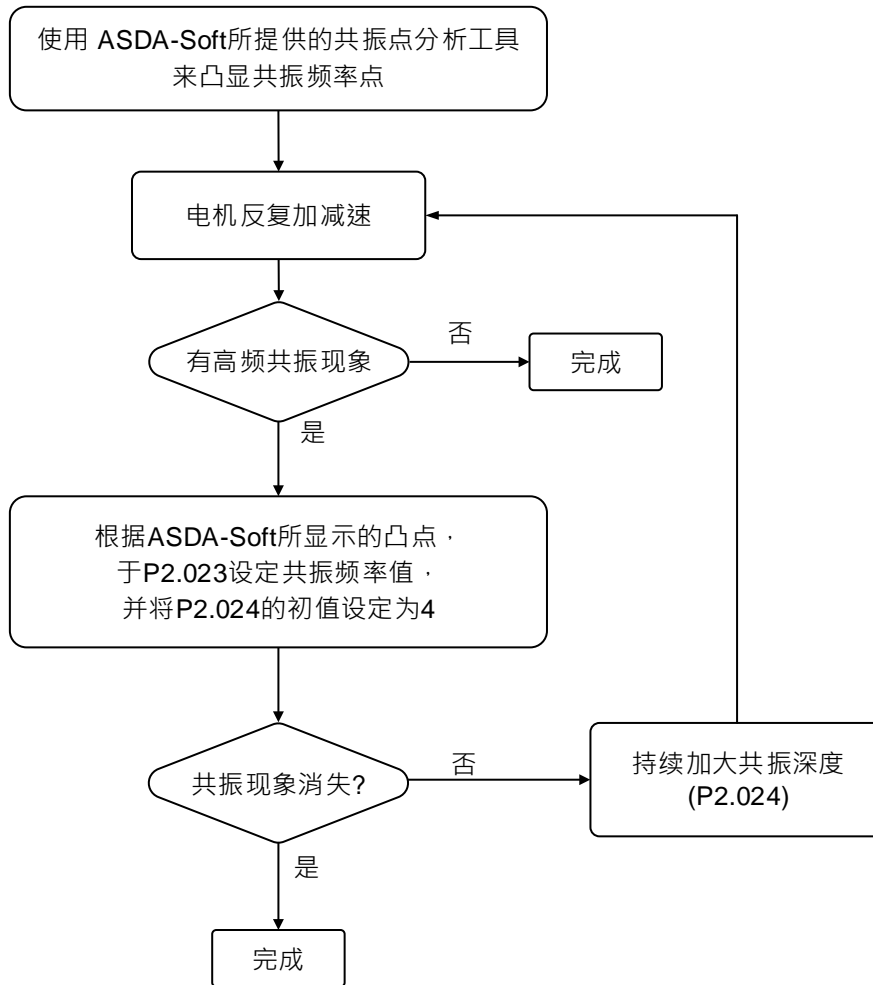 使用 ASDA-Soft所提供的共振点分析工具
来凸显共振频率点
电机反复加减速
有高频共振现象
否
完成
是
根据ASDA-Soft所显示的凸点，
于P2.023设定共振频率值，
并将P2.024的初值设定为4
共振现象消失?
否
持续加大共振深度
(P2.024)
是
完成